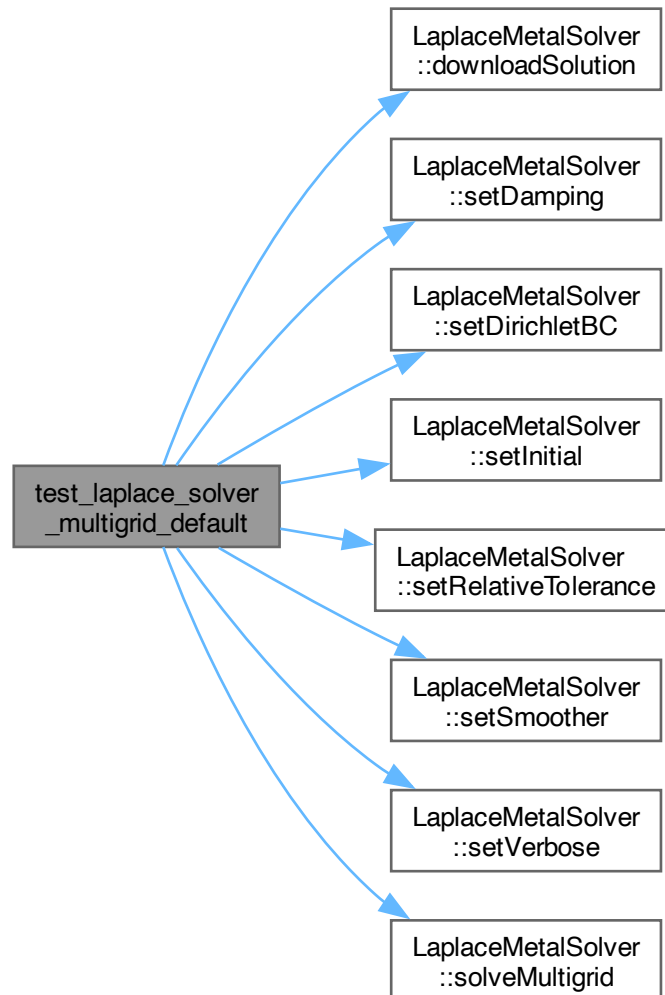 LaplaceMetalSolver
::downloadSolution
LaplaceMetalSolver
::setDamping
LaplaceMetalSolver
::setDirichletBC
LaplaceMetalSolver
::setInitial
test_laplace_solver
_multigrid_default
LaplaceMetalSolver
::setRelativeTolerance
LaplaceMetalSolver
::setSmoother
LaplaceMetalSolver
::setVerbose
LaplaceMetalSolver
::solveMultigrid